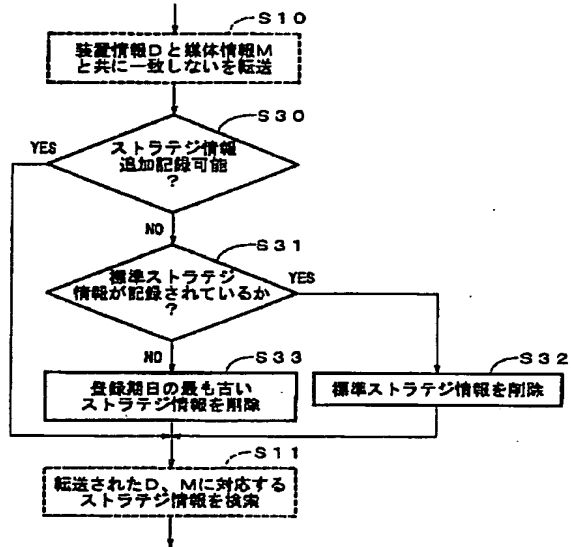 S10
装置情報Dと媒体情報M
と共に一致しないを転送
S30
YES
ストラテジ情報
追加記録可能
?
NO
S31
標準ストラテジ
情報が記録されているか
?
YES
NO
S33
登録期日の最も古い
ストラテジ情報を削除
S32
標準ストラテジ情報を削除
S11
転送されたD、Mに対応する
ストラテジ情報を検索